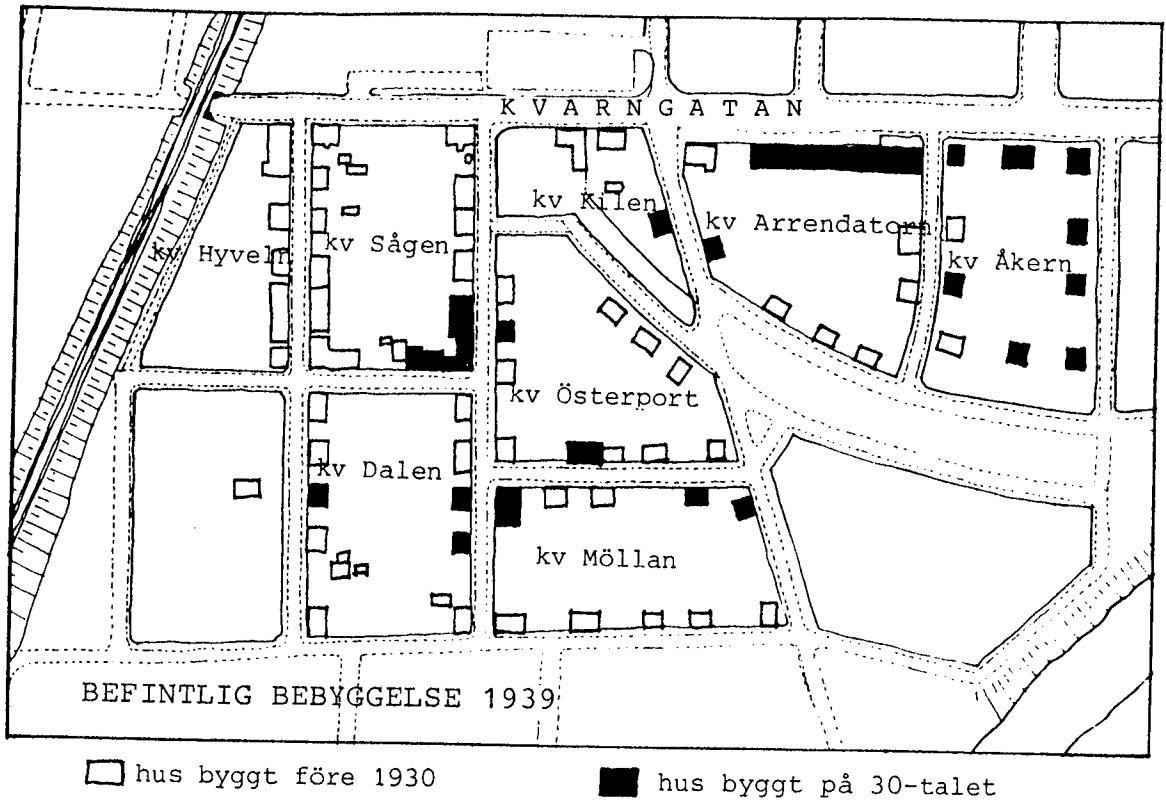 KVARNGATAN
kv Kilen
kv Arrendatorn
kv Hyveln
kv Sågen
kv Åkern
kv Österport
kv Dalen
kv Möllan
BEFINTLIG BEBYGGELSE 1939
hus byggt före 1930
hus byggt på 30-talet